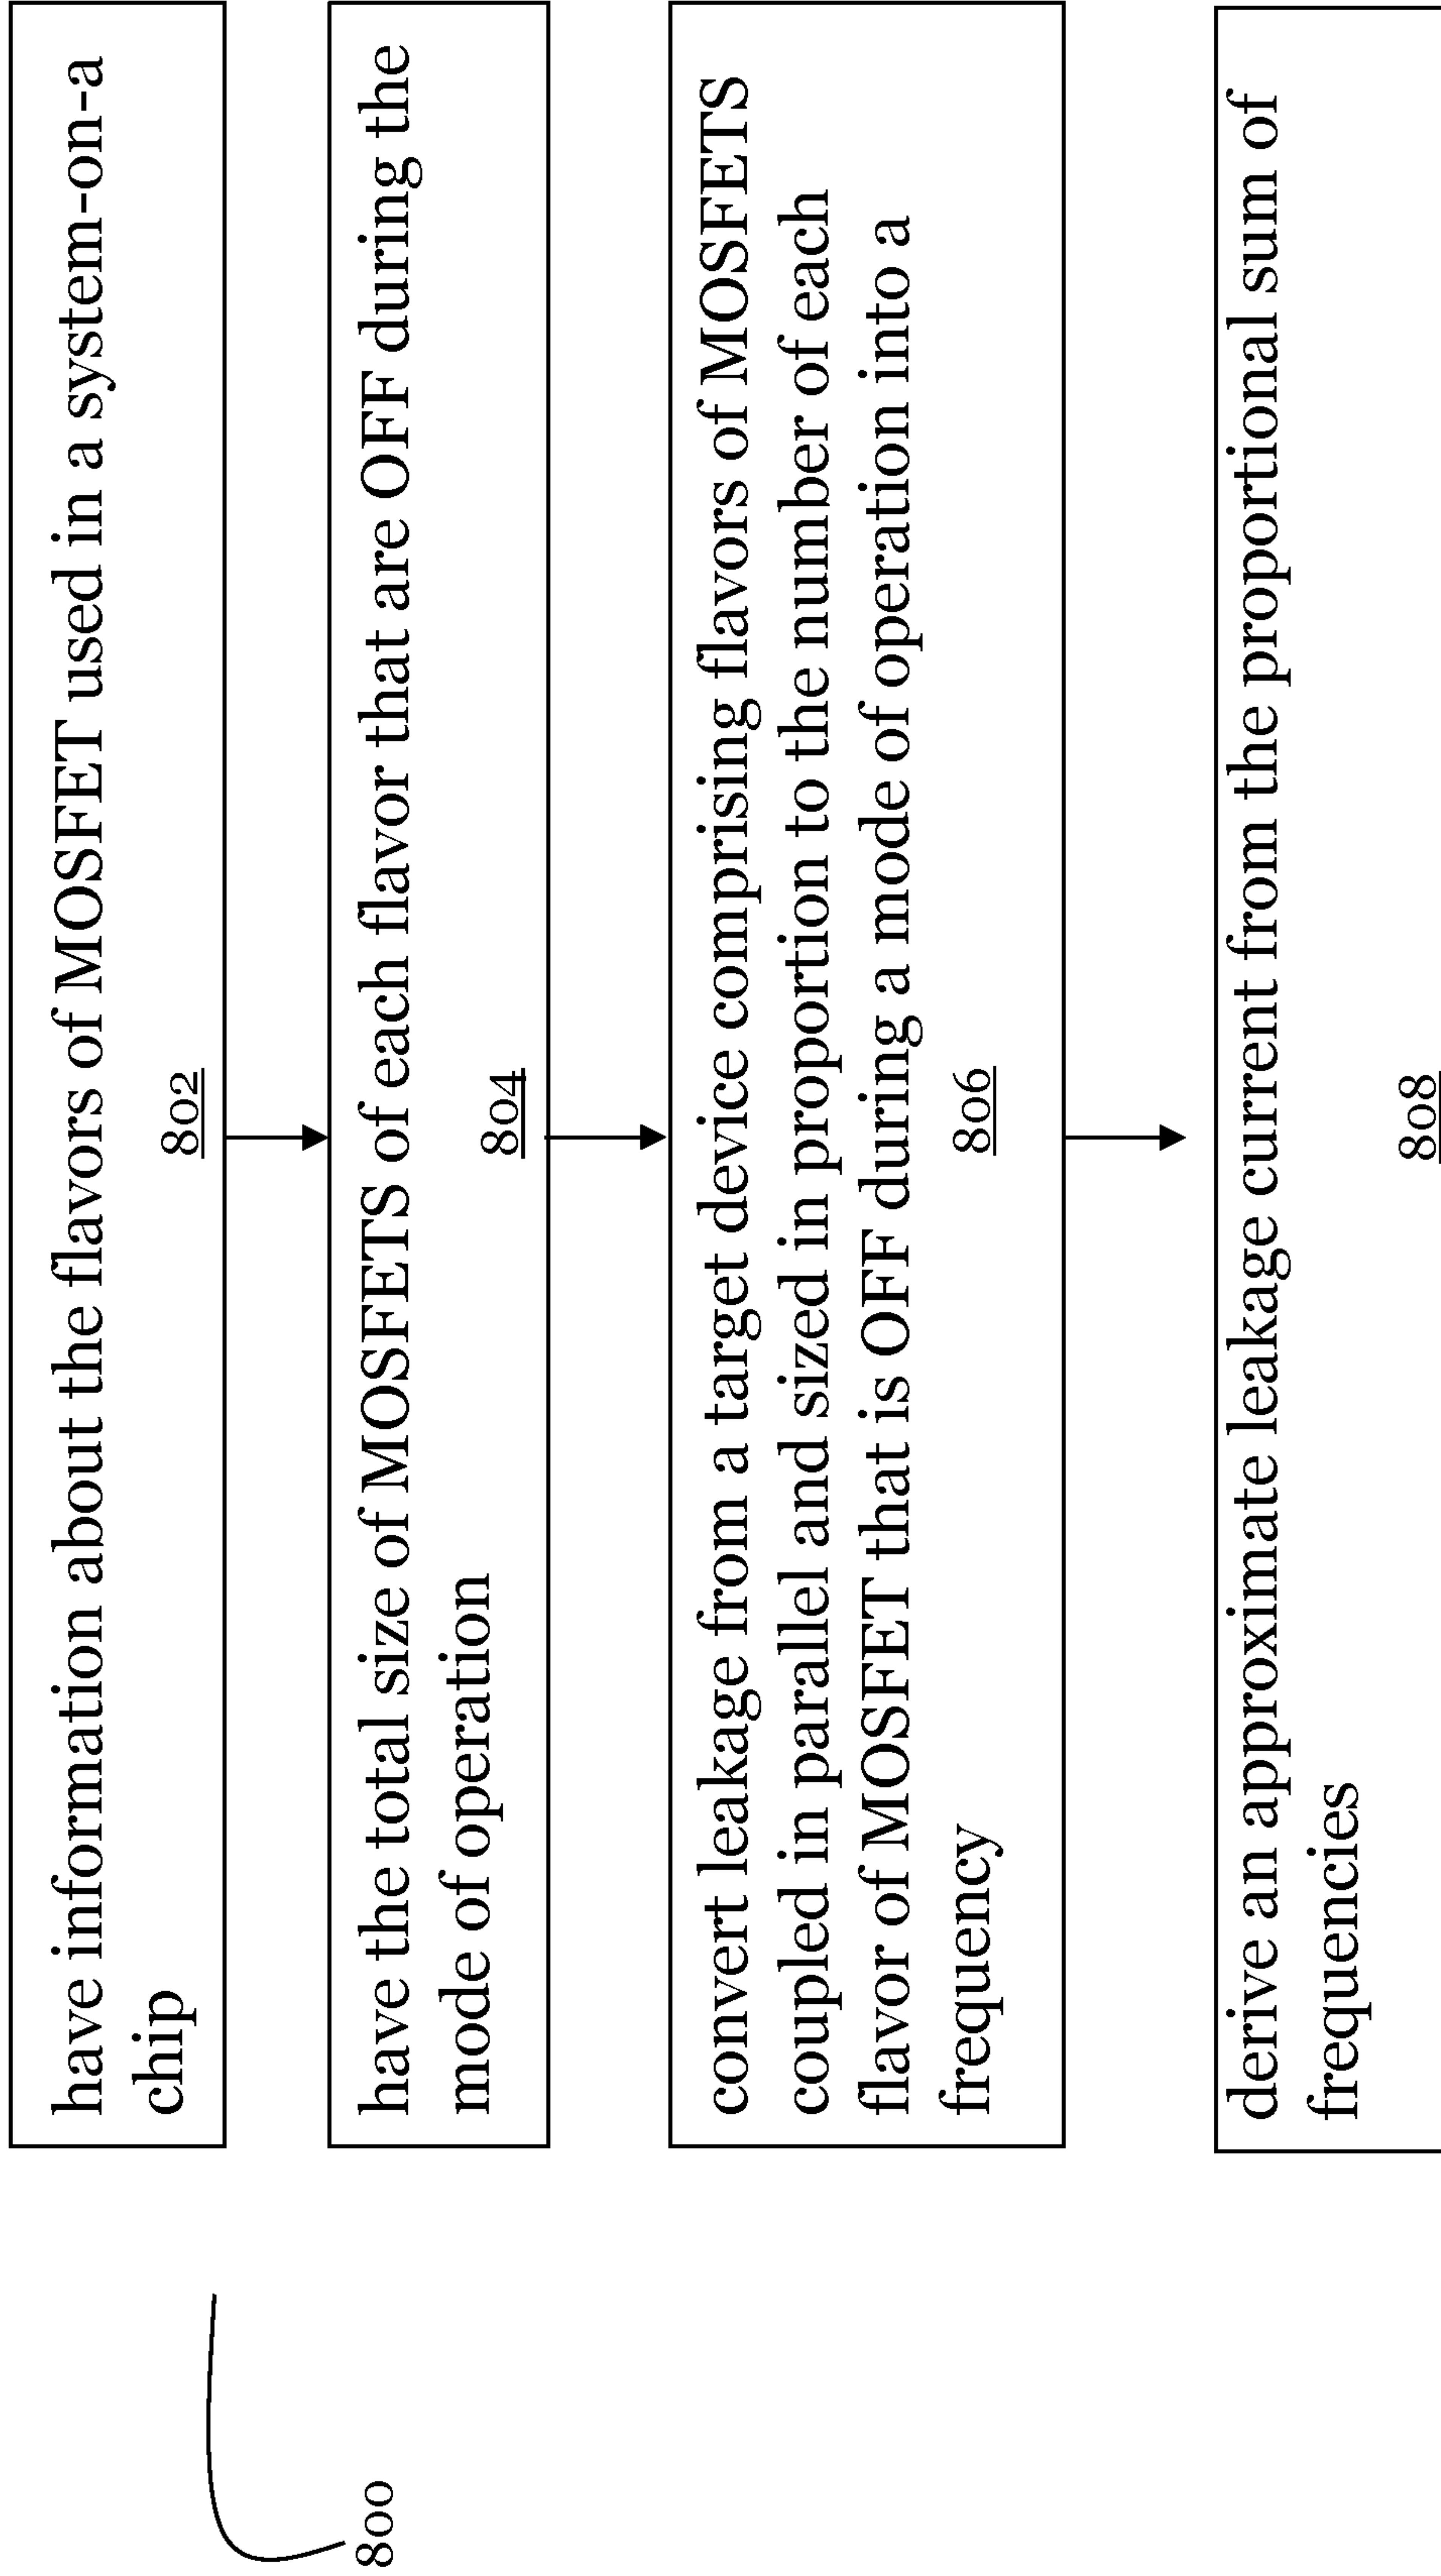 have information about the flavors of MOSFET used in a system-on-a
chip
802
have the total size of MOSFETS of each flavor that are OFF during the
mode of operation
804
convert leakage from a target device comprising flavors of MOSFETS
coupled in parallel and sized in proportion to the number of each
flavor of MOSFET that is OFF during a mode of operation into a
frequency
806
derive an approximate leakage current from the proportional sum of
frequencies
808
800